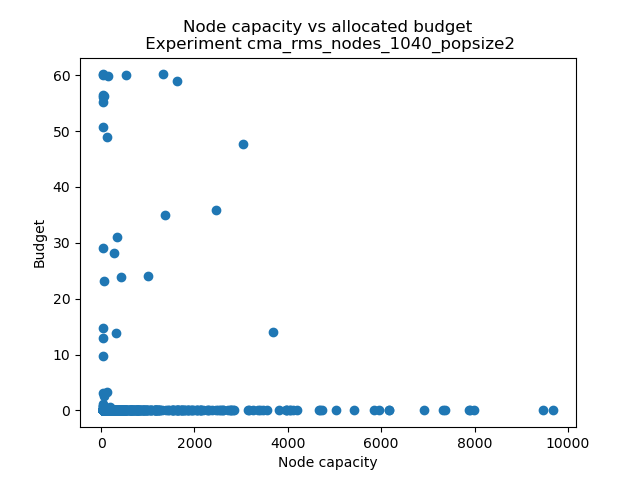 Node capacity vs allocated budget
Experiment cma_rms_nodes_1040_popsize2
60
50
40
30
20
10
0
Budget
0 2000 4000 6000 8000 10000
Node capacity